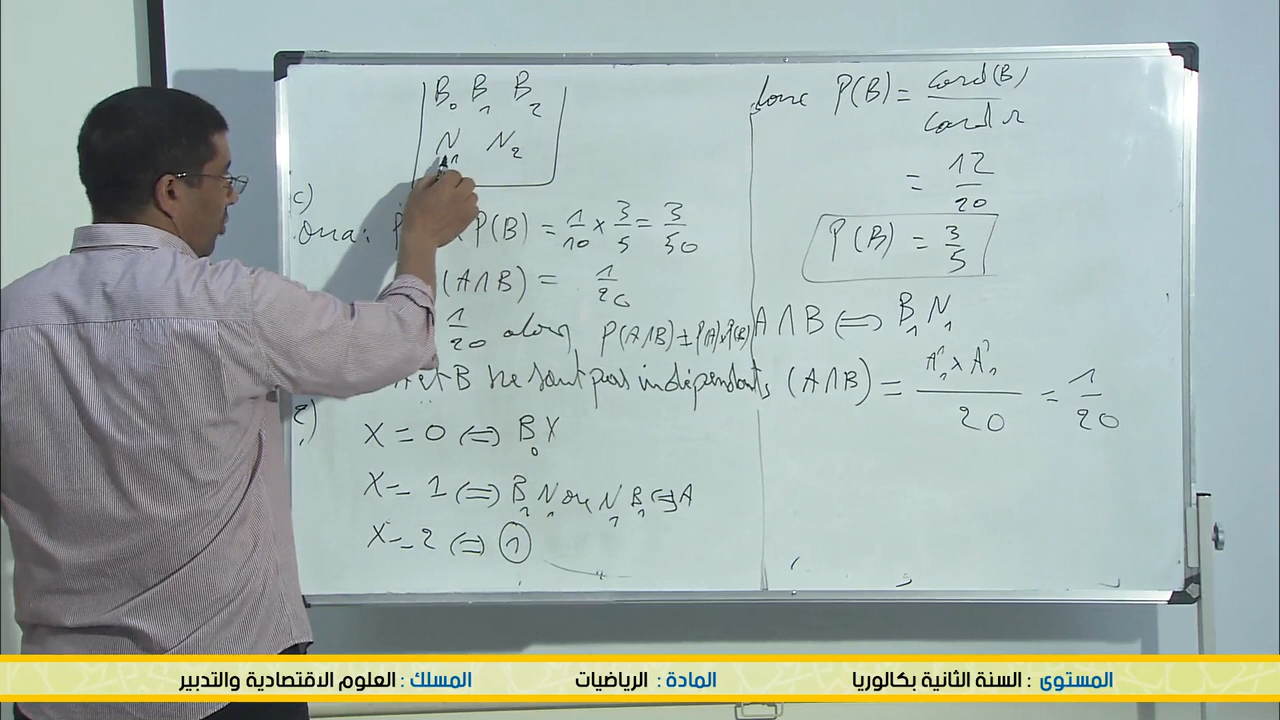 B₀ B₁ B₂
N₁ N₂
c)
On a : P × P(B) = 1/10 × 3/5 = 3/50
(A∩B) = 1/20
1/20 alors P(A∩B) ≠ P(A)×P(B)
A et B ne sont pas indépendants
2)
X = 0 ⇔ B₀ X
X = 1 ⇔ B₁ N₁ ou N₁ B₁ ⇔ A
X = 2 ⇔ 1
donc P(B) = card(B)/card Ω
= 12/20
P(B) = 3/5
A∩B ⇔ B₁ N₁
(A∩B) = A₁¹ × A₁¹ / 20 = 1/20
المستوى : السنة الثانية بكالوريا المادة : الرياضيات المسلك : العلوم الاقتصادية والتدبير